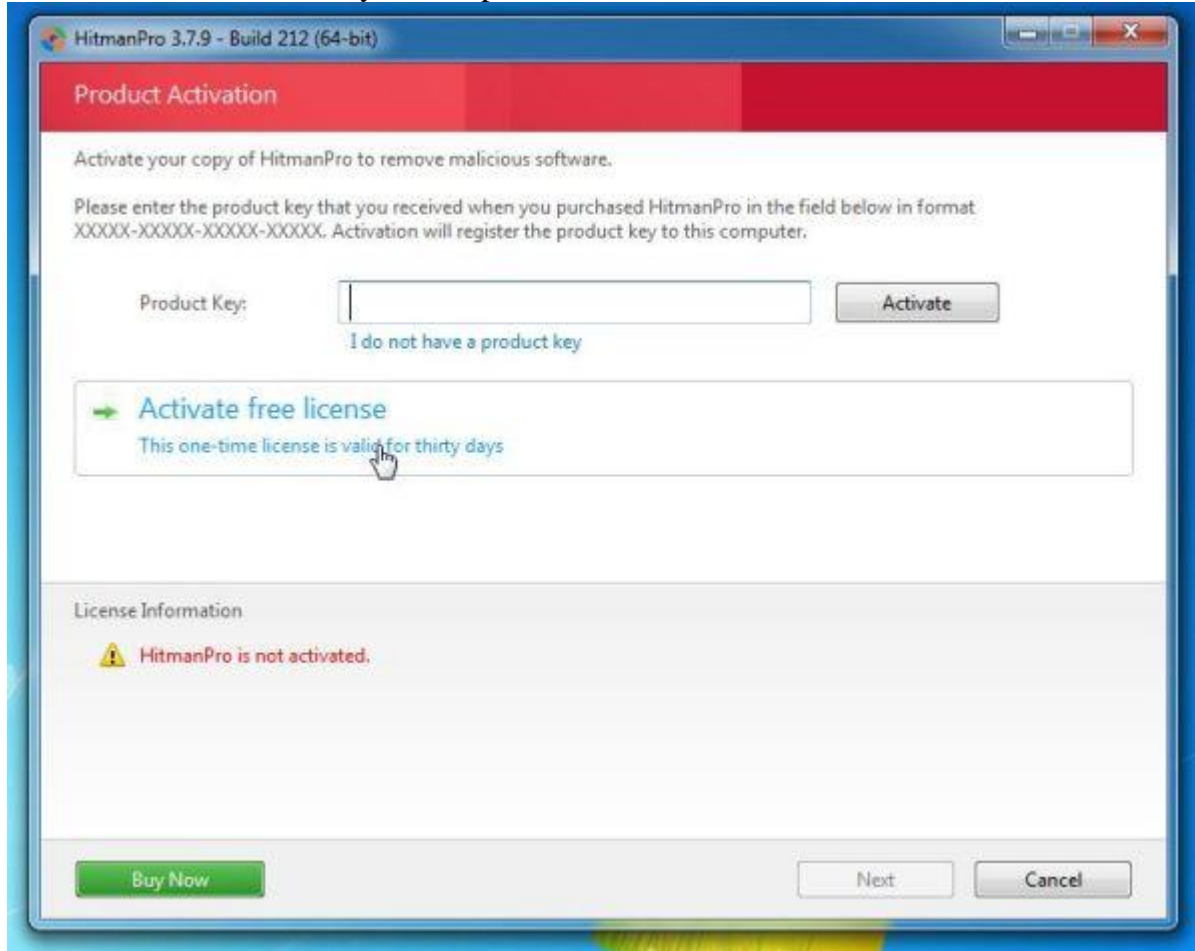 HitmanPro 3.7.9 - Build 212 (64-bit)
Product Activation
Activate your copy of HitmanPro to remove malicious software.
Please enter the product key that you received when you purchased HitmanPro in the field below in format
XXXXX-XXXXX-XXXXX-XXXXX. Activation will register the product key to this computer.
Product Key:
Activate
I do not have a product key
Activate free license
This one-time license is valid for thirty days
License Information
HitmanPro is not activated.
Buy Now
Next
Cancel